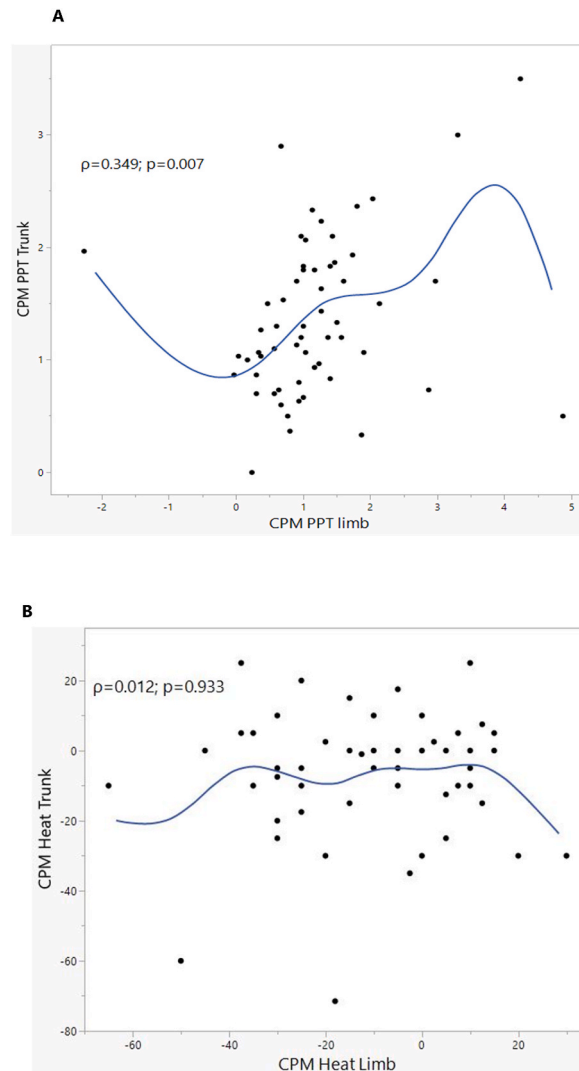 A
3
2
1
0
CPM PPT Trunk
ρ=0.349; p=0.007
-2
-1
0
1
2
3
4
5
CPM PPT limb
B
20
0
-20
-40
-60
-80
CPM Heat Trunk
ρ=0.012; p=0.933
-60
-40
-20
0
20
CPM Heat Limb